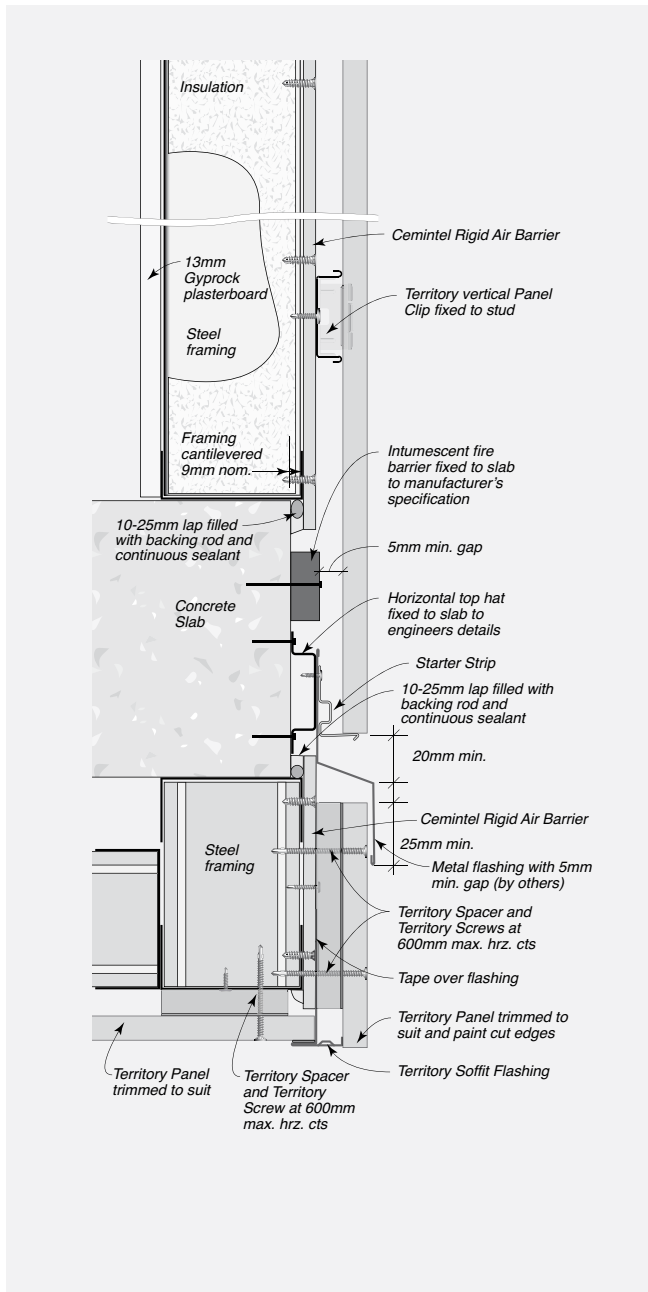 Insulation
Cemintel Rigid Air Barrier
13mm
Gyprock
plasterboard
Territory vertical Panel
Clip fixed to stud
Steel
framing
Framing
cantilevered
9mm nom.
Intumescent fire
barrier fixed to slab
to manufacturer's
specification
10-25mm lap filled
with backing rod and
continuous sealant
5mm min. gap
Concrete
Slab
Horizontal top hat
fixed to slab to
engineers details
Starter Strip
10-25mm lap filled with
backing rod and
continuous sealant
20mm min.
Cemintel Rigid Air Barrier
Steel
framing
25mm min.
Metal flashing with 5mm
min. gap (by others)
Territory Spacer and
Territory Screws at
600mm max. hrz. cts
Tape over flashing
Territory Panel trimmed to
suit and paint cut edges
Territory Soffit Flashing
Territory Panel
trimmed to suit
Territory Spacer
and Territory
Screw at 600mm
max. hrz. cts